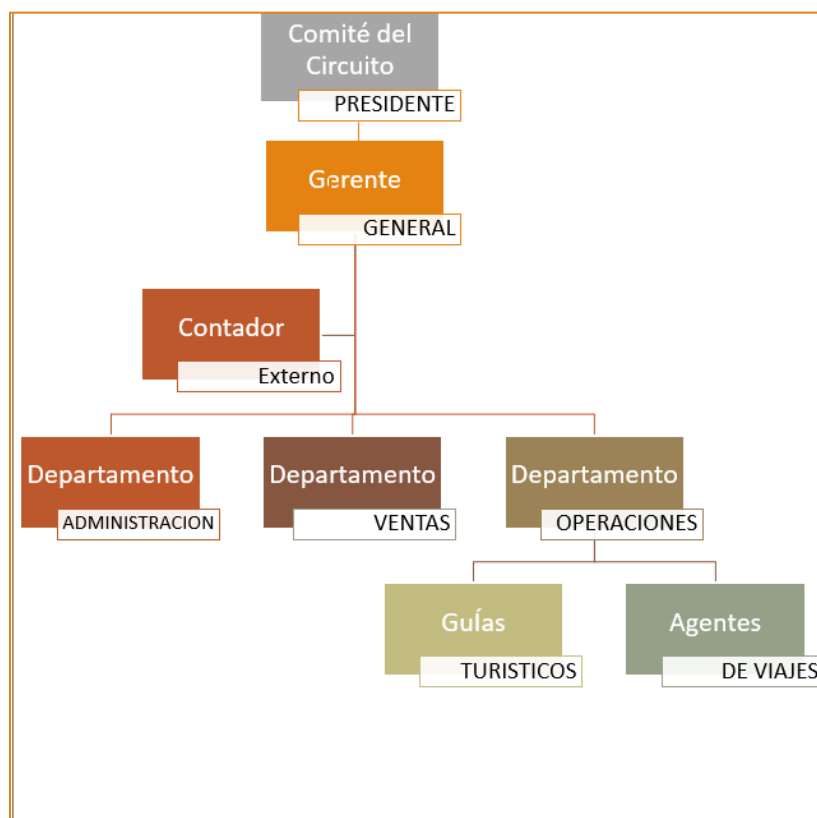 Comité del
Circuito
PRESIDENTE
Gerente
GENERAL
Contador
Externo
Departamento
ADMINISTRACION
Departamento
VENTAS
Departamento
OPERACIONES
Guías
TURISTICOS
Agentes
DE VIAJES